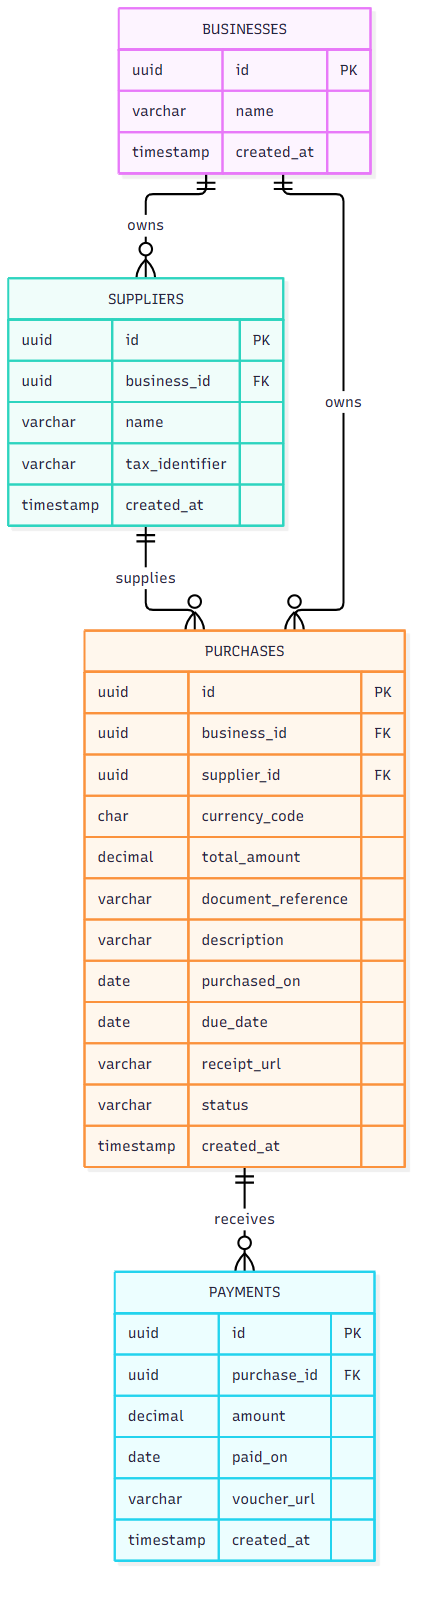 BUSINESSES
uuid id PK
varchar name
timestamp created_at
owns
SUPPLIERS
uuid id PK
uuid business_id FK
varchar name
varchar tax_identifier
timestamp created_at
owns
supplies
PURCHASES
uuid id PK
uuid business_id FK
uuid supplier_id FK
char currency_code
decimal total_amount
varchar document_reference
varchar description
date purchased_on
date due_date
varchar receipt_url
varchar status
timestamp created_at
receives
PAYMENTS
uuid id PK
uuid purchase_id FK
decimal amount
date paid_on
varchar voucher_url
timestamp created_at